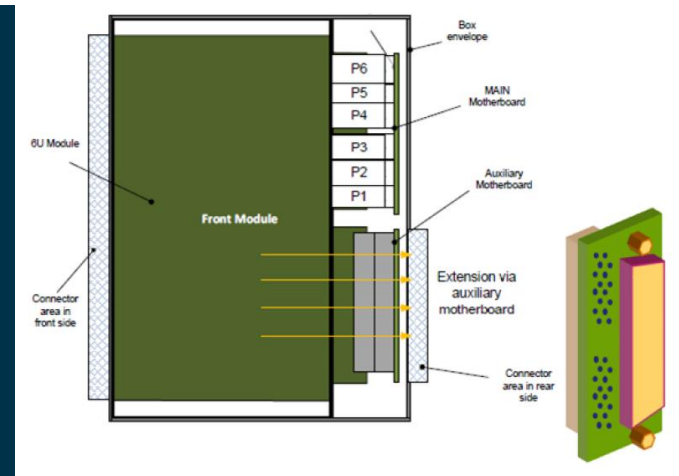 Box
envelope
P6
P5
P4
P3
P2
P1
MAIN
Motherboard
6U Module
Auxiliary
Motherboard
Front Module
Extension via
auxiliary
motherboard
Connector
area in
front side
Connector
area in rear
side